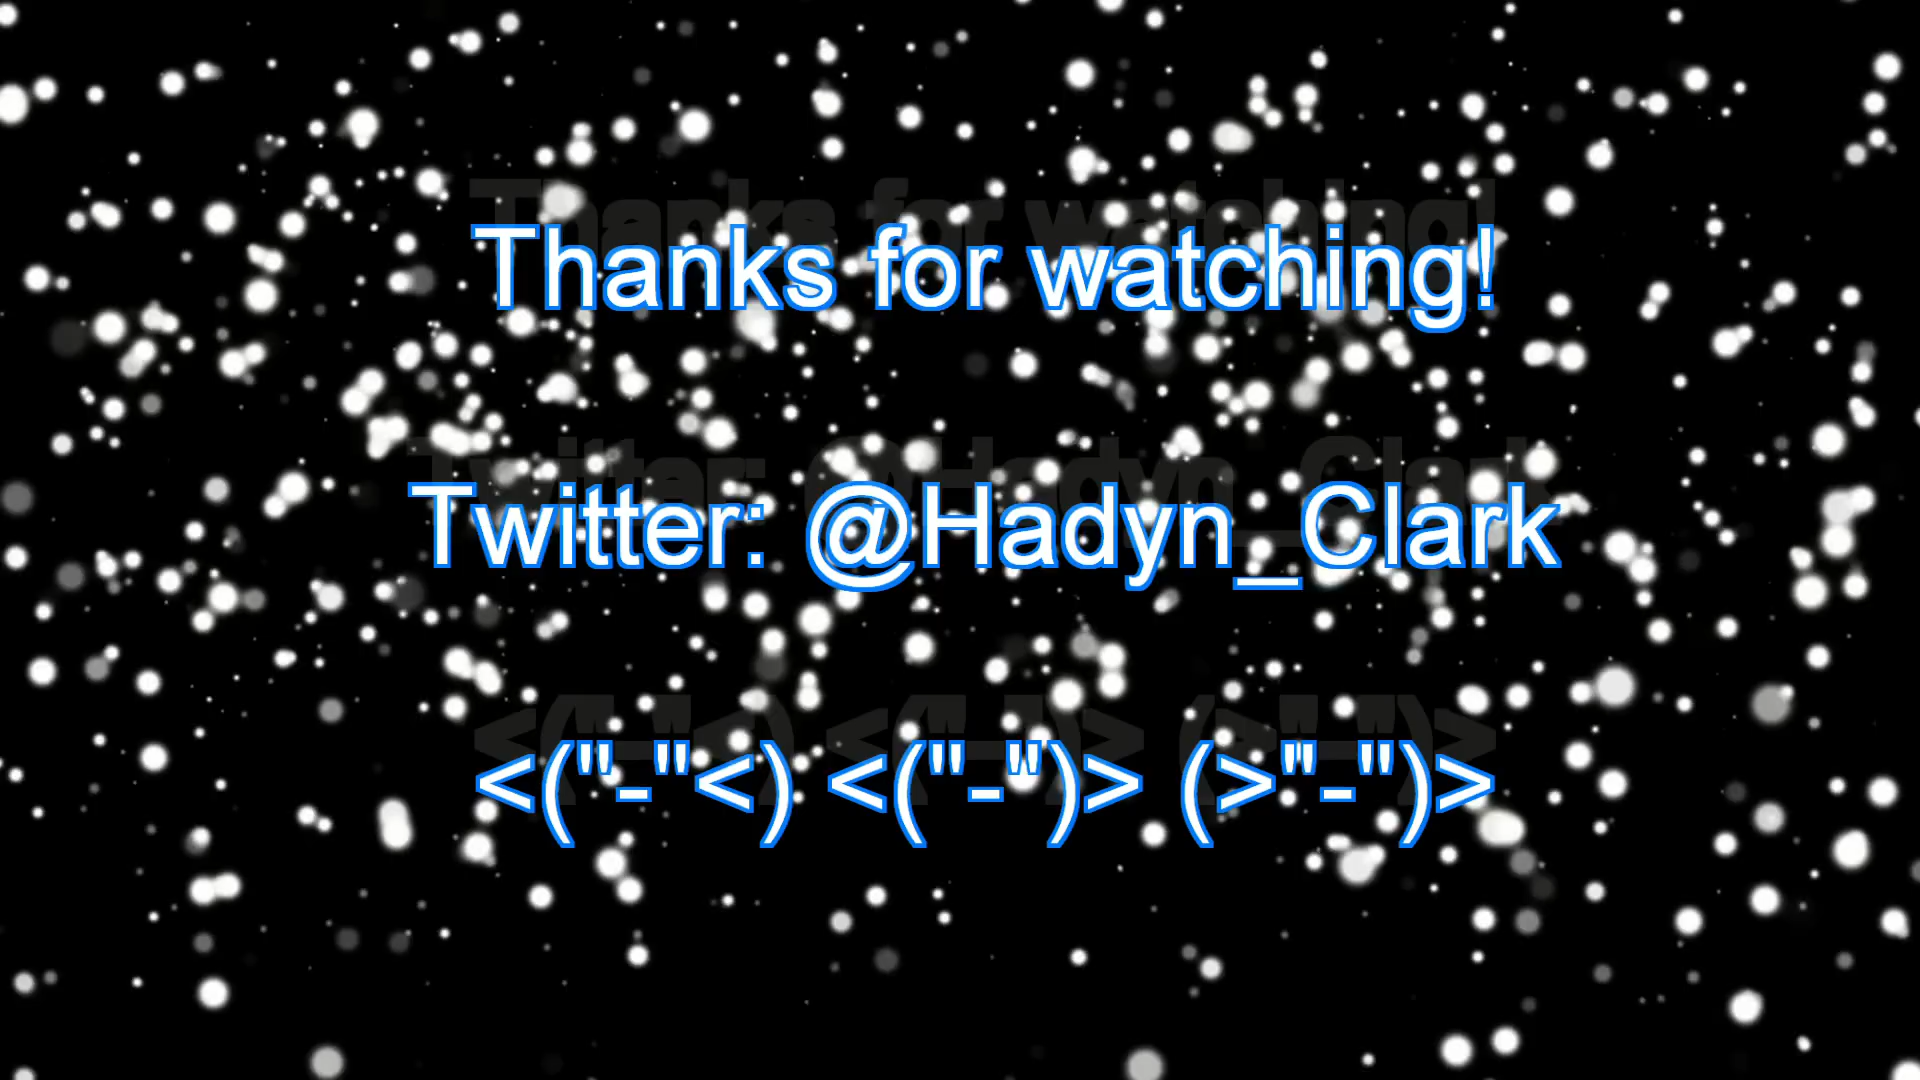 Thanks for watching!
Twitter: @Hadyn_Clark
<("-"<) <("-")> (>"-")>